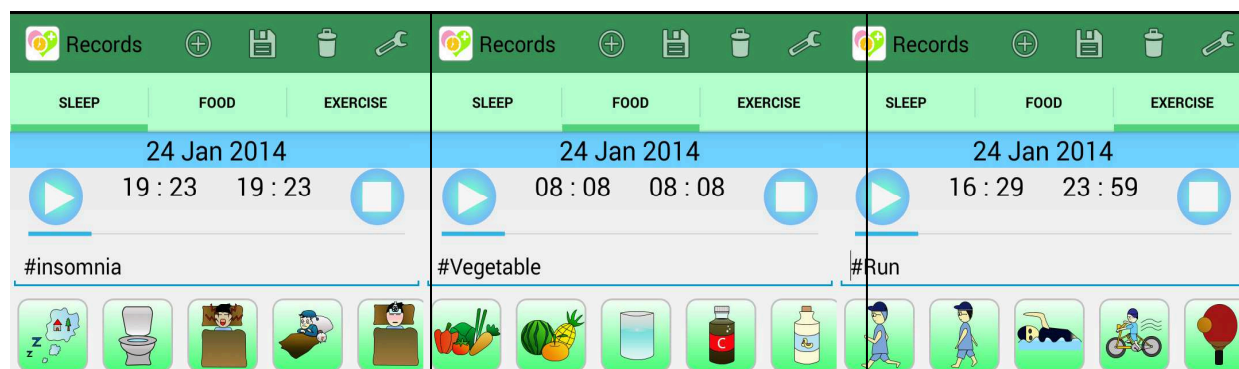 Records
SLEEP FOOD EXERCISE
24 Jan 2014
19 : 23 19 : 23
#insomnia
z z z
Records
SLEEP FOOD EXERCISE
24 Jan 2014
08 : 08 08 : 08
#Vegetable
C
Records
SLEEP FOOD EXERCISE
24 Jan 2014
16 : 29 23 : 59
#Run